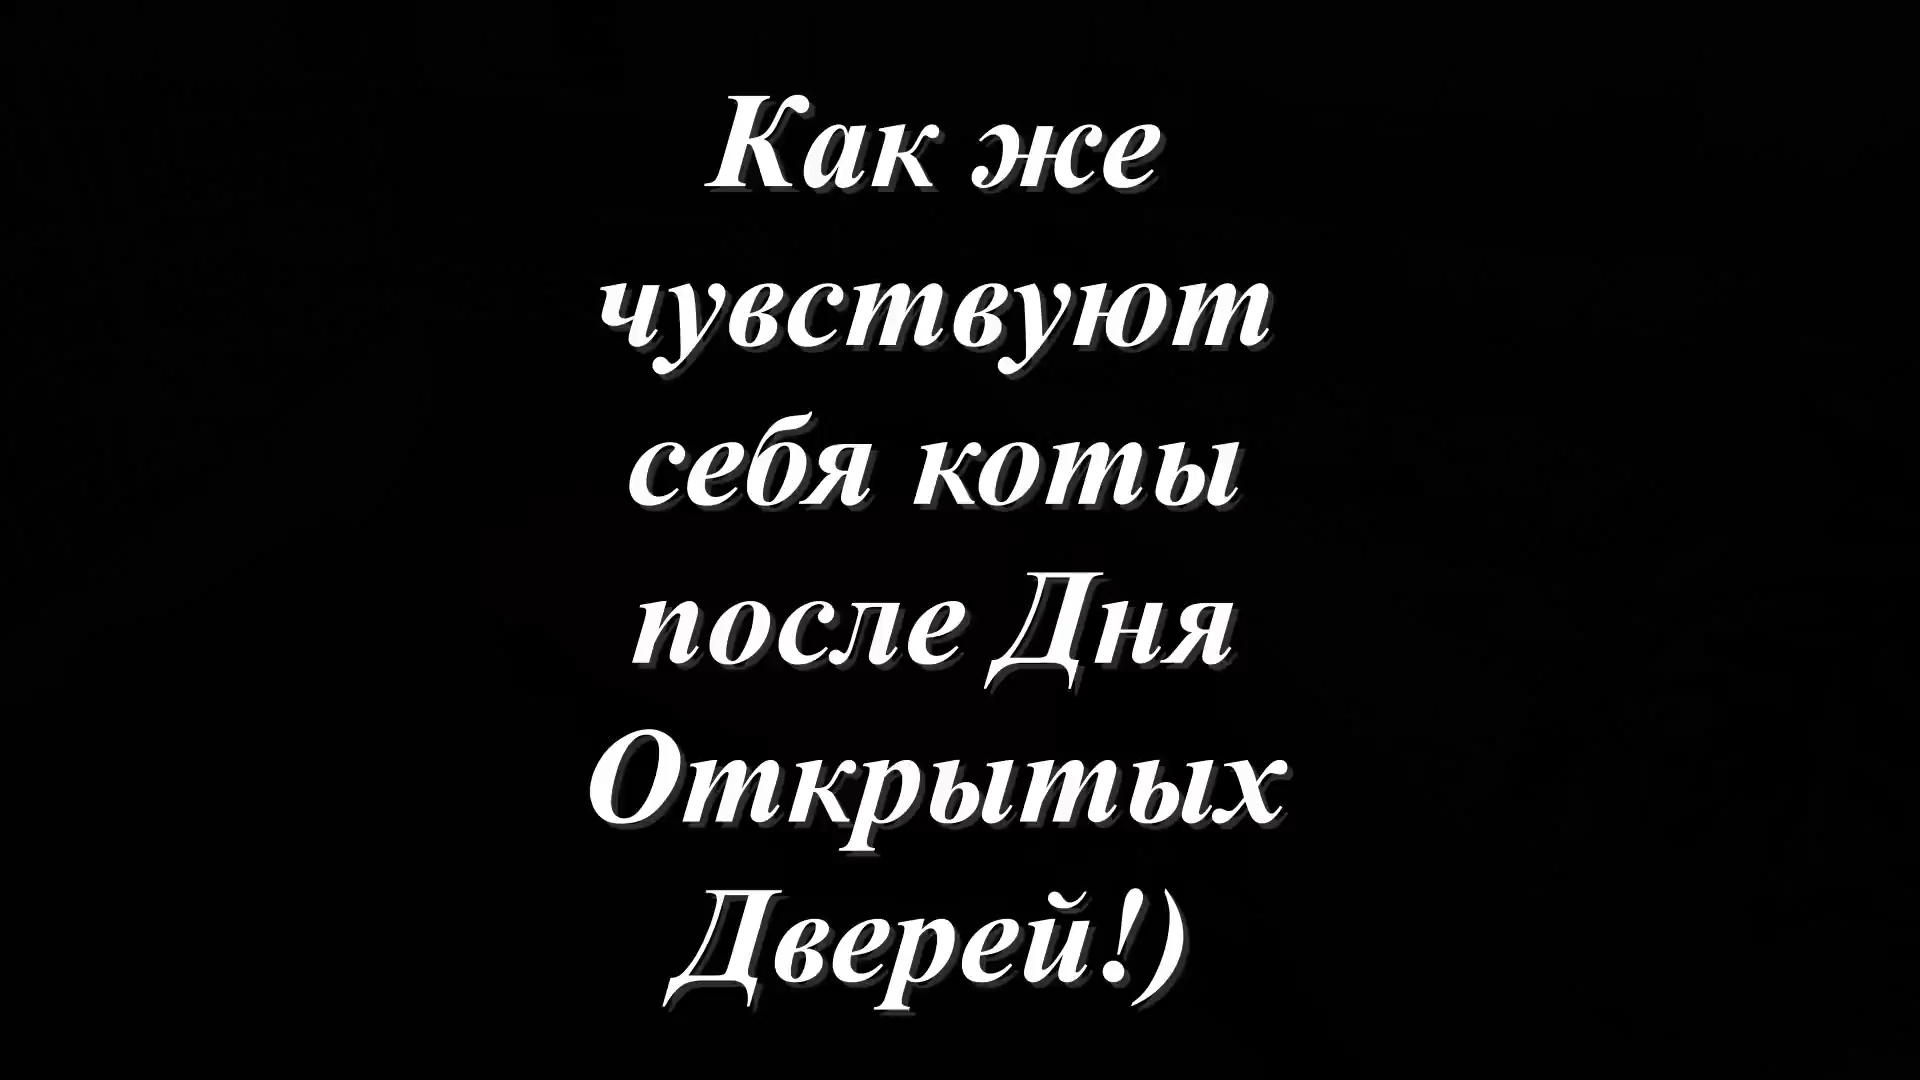 Как же
чувствуют
себя коты
после Дня
Открытых
Дверей!)